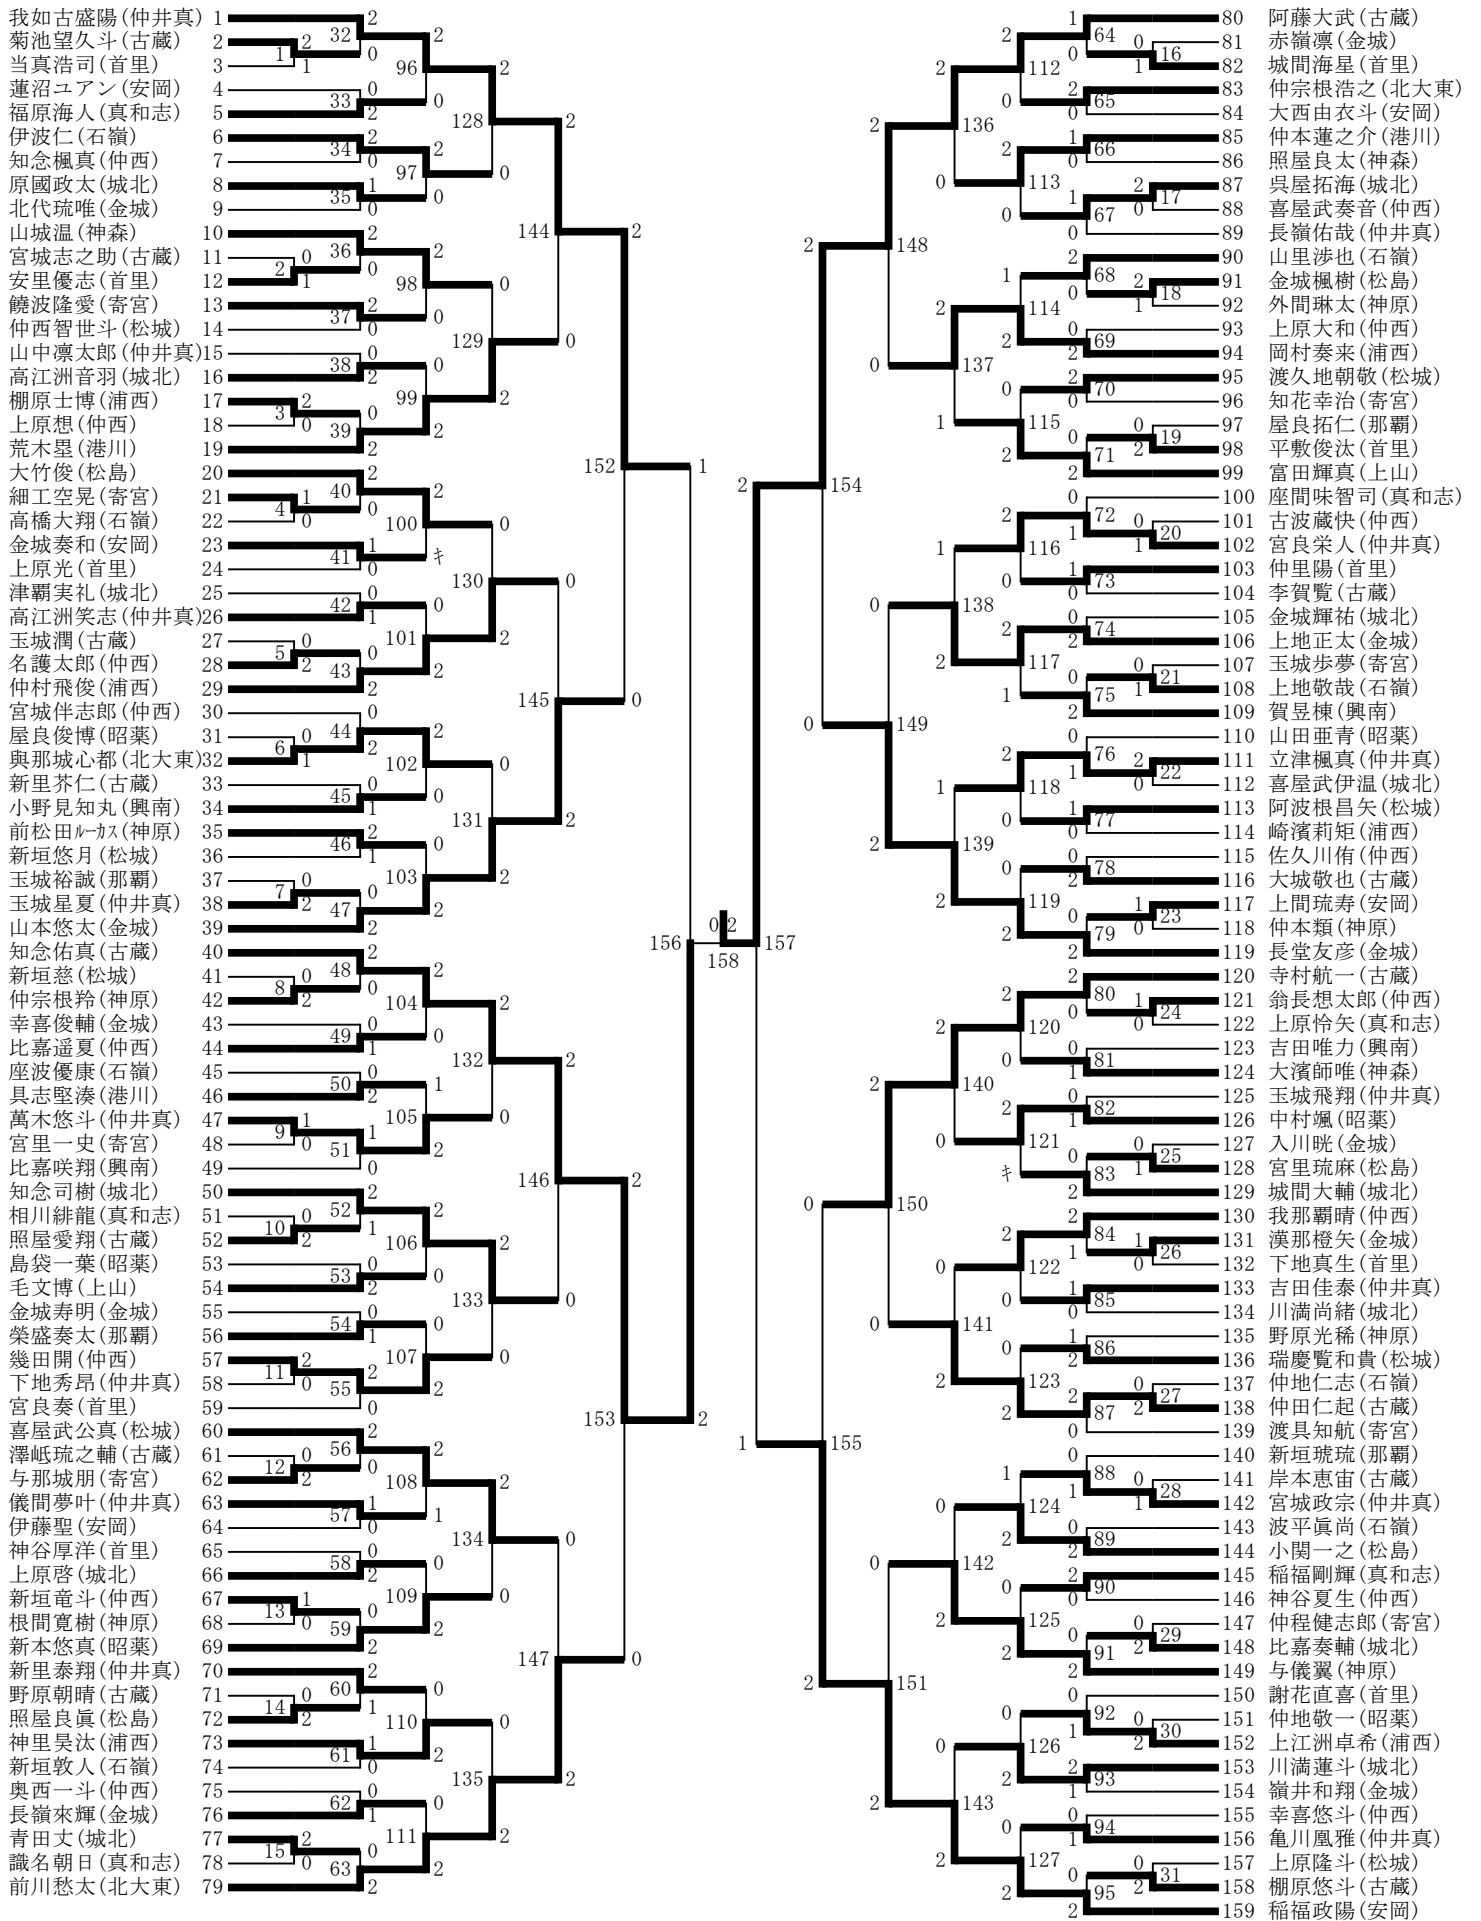 我如古盛陽(仲井真) 1
菊池望久斗(古蔵) 2
当真浩司(首里) 3
蓮沼ユアン(安岡) 4
福原海人(真和志) 5
伊波仁(石嶺) 6
知念楓真(仲西) 7
原國政太(城北) 8
北代琉唯(金城) 9
山城温(神森) 10
宮城志之助(古蔵) 11
安里優志(首里) 12
饒波隆愛(寄宮) 13
仲西智世斗(松城) 14
山中凛太郎(仲井真)15
高江洲音羽(城北) 16
棚原士博(浦西) 17
上原想(仲西) 18
荒木塁(港川) 19
大竹俊(松島) 20
細工空晃(寄宮) 21
高橋大翔(石嶺) 22
金城奏和(安岡) 23
上原光(首里) 24
津覇実礼(城北) 25
高江洲笑志(仲井真)26
玉城潤(古蔵) 27
名護太郎(仲西) 28
仲村飛俊(浦西) 29
宮城伴志郎(仲西) 30
屋良俊博(昭薬) 31
與那城心都(北大東)32
新里芥仁(古蔵) 33
小野見知丸(興南) 34
前松田ルーカス(神原) 35
新垣悠月(松城) 36
玉城裕誠(那覇) 37
玉城星夏(仲井真) 38
山本悠太(金城) 39
知念佑真(古蔵) 40
新垣慈(松城) 41
仲宗根羚(神原) 42
幸喜俊輔(金城) 43
比嘉遥夏(仲西) 44
座波優康(石嶺) 45
具志堅湊(港川) 46
萬木悠斗(仲井真) 47
宮里一史(寄宮) 48
比嘉咲翔(興南) 49
知念司樹(城北) 50
相川緋龍(真和志) 51
照屋愛翔(古蔵) 52
島袋一葉(昭薬) 53
毛文博(上山) 54
金城寿明(金城) 55
榮盛奏太(那覇) 56
幾田開(仲西) 57
下地秀昂(仲井真) 58
宮良奏(首里) 59
喜屋武公真(松城) 60
澤岻琉之輔(古蔵) 61
与那城朋(寄宮) 62
儀間夢叶(仲井真) 63
伊藤聖(安岡) 64
神谷厚洋(首里) 65
上原啓(城北) 66
新垣竜斗(仲西) 67
根間寛樹(神原) 68
新本悠真(昭薬) 69
新里泰翔(仲井真) 70
野原朝晴(古蔵) 71
照屋良眞(松島) 72
神里昊汰(浦西) 73
新垣敦人(石嶺) 74
奥西一斗(仲西) 75
長嶺來輝(金城) 76
青田丈(城北) 77
識名朝日(真和志) 78
前川愁太(北大東) 79
80 阿藤大武(古蔵)
81 赤嶺凛(金城)
82 城間海星(首里)
83 仲宗根浩之(北大東)
84 大西由衣斗(安岡)
85 仲本蓮之介(港川)
86 照屋良太(神森)
87 呉屋拓海(城北)
88 喜屋武奏音(仲西)
89 長嶺佑哉(仲井真)
90 山里渉也(石嶺)
91 金城楓樹(松島)
92 外間琳太(神原)
93 上原大和(仲西)
94 岡村奏来(浦西)
95 渡久地朝敬(松城)
96 知花幸治(寄宮)
97 屋良拓仁(那覇)
98 平敷俊汰(首里)
99 富田輝真(上山)
100 座間味智司(真和志)
101 古波蔵快(仲西)
102 宮良栄人(仲井真)
103 仲里陽(首里)
104 李賀覧(古蔵)
105 金城輝祐(城北)
106 上地正太(金城)
107 玉城歩夢(寄宮)
108 上地敬哉(石嶺)
109 賀昱棟(興南)
110 山田亜青(昭薬)
111 立津楓真(仲井真)
112 喜屋武伊温(城北)
113 阿波根昌矢(松城)
114 崎濱莉矩(浦西)
115 佐久川侑(仲西)
116 大城敬也(古蔵)
117 上間琉寿(安岡)
118 仲本類(神原)
119 長堂友彦(金城)
120 寺村航一(古蔵)
121 翁長想太郎(仲西)
122 上原怜矢(真和志)
123 吉田唯力(興南)
124 大濱師唯(神森)
125 玉城飛翔(仲井真)
126 中村颯(昭薬)
127 入川晄(金城)
128 宮里琉麻(松島)
129 城間大輔(城北)
130 我那覇晴(仲西)
131 漢那橙矢(金城)
132 下地真生(首里)
133 吉田佳泰(仲井真)
134 川満尚緒(城北)
135 野原光稀(神原)
136 瑞慶覧和貴(松城)
137 仲地仁志(石嶺)
138 仲田仁起(古蔵)
139 渡具知航(寄宮)
140 新垣琥琉(那覇)
141 岸本恵宙(古蔵)
142 宮城政宗(仲井真)
143 波平眞尚(石嶺)
144 小関一之(松島)
145 稲福剛輝(真和志)
146 神谷夏生(仲西)
147 仲程健志郎(寄宮)
148 比嘉奏輔(城北)
149 与儀翼(神原)
150 謝花直喜(首里)
151 仲地敬一(昭薬)
152 上江洲卓希(浦西)
153 川満蓮斗(城北)
154 嶺井和翔(金城)
155 幸喜悠斗(仲西)
156 亀川凰雅(仲井真)
157 上原隆斗(松城)
158 棚原悠斗(古蔵)
159 稲福政陽(安岡)